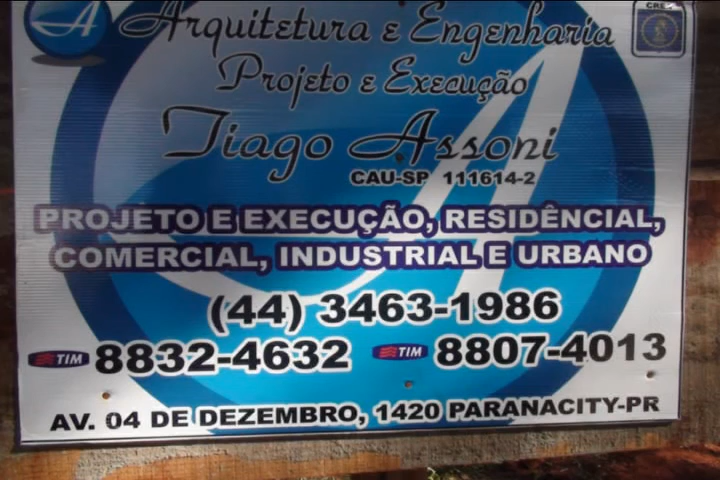 Arquitetura e Engenharia
Projeto e Execução
Tiago Assoni
CAU-SP 111614-2
PROJETO E EXECUÇÃO, RESIDÊNCIAL,
COMERCIAL, INDUSTRIAL E URBANO
(44) 3463-1986
TIM 8832-4632 TIM 8807-4013
AV. 04 DE DEZEMBRO, 1420 PARANACITY-PR